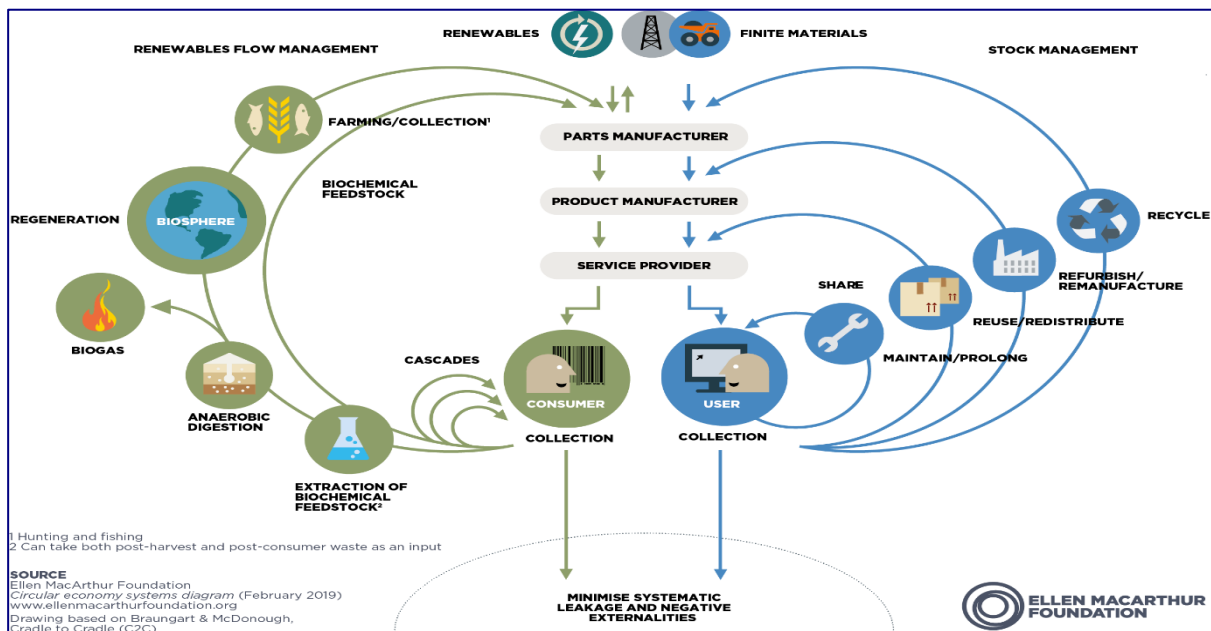 RENEWABLES
FINITE MATERIALS
RENEWABLES FLOW MANAGEMENT
STOCK MANAGEMENT
FARMING/COLLECTION¹
PARTS MANUFACTURER
BIOCHEMICAL
FEEDSTOCK
PRODUCT MANUFACTURER
REGENERATION
BIOSPHERE
RECYCLE
SERVICE PROVIDER
SHARE
REFURBISH/
REMANUFACTURE
REUSE/REDISTRIBUTE
BIOGAS
CASCADES
MAINTAIN/PROLONG
CONSUMER
USER
ANAEROBIC
DIGESTION
COLLECTION
COLLECTION
EXTRACTION OF
BIOCHEMICAL
FEEDSTOCK²
1 Hunting and fishing
2 Can take both post-harvest and post-consumer waste as an input
SOURCE
Ellen MacArthur Foundation
Circular economy systems diagram (February 2019)
www.ellenmacarthurfoundation.org
Drawing based on Braungart & McDonough,
Cradle to Cradle (C2C)
MINIMISE SYSTEMATIC
LEAKAGE AND NEGATIVE
EXTERNALITIES
ELLEN MACARTHUR
FOUNDATION